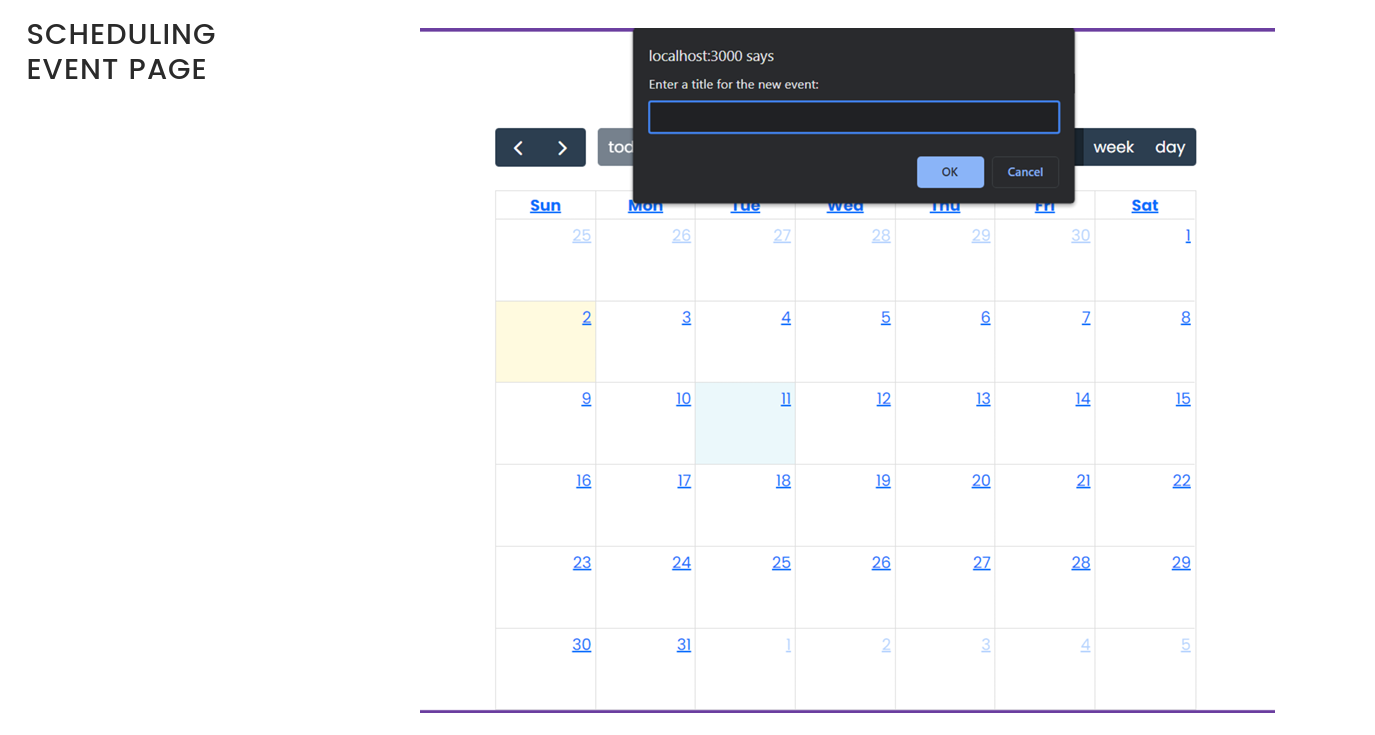 SCHEDULING
EVENT PAGE
localhost:3000 says
Enter a title for the new event:
OK Cancel
tod week day
Sun Mon Tue Wed Thu Fri Sat
25 26 27 28 29 30 1
2 3 4 5 6 7 8
9 10 11 12 13 14 15
16 17 18 19 20 21 22
23 24 25 26 27 28 29
30 31 1 2 3 4 5